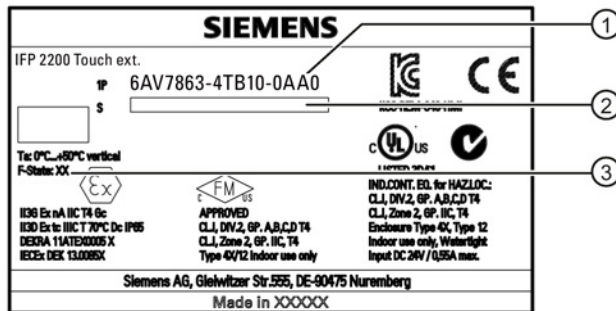 SIEMENS
IFP 2200 Touch ext.
1P 6AV7863-4TB10-0AA0
S
1
2
3
KC
CE
C UL US
Ta: 0°C...+50°C vertical
F-State: XX
Ex
C FM US
II3G Ex nA IIC T4 Gc
II3D Ex tc IIIC T 70°C Dc IP65
DEKRA 11ATEX0005 X
IECEx DEK 13.0085X
APPROVED
CL.I, DIV.2, GP. A,B,C,D T4
CL.I, Zone 2, GP. IIC, T4
Type 4X/12 Indoor use only
IND.CONT. EQ. for HAZ.LOC.:
CL.I, DIV.2, GP. A,B,C,D T4
CL.I, Zone 2, GP. IIC, T4
Enclosure Type 4X, Type 12
Indoor use only, Watertight
Input DC 24V / 0,55A max.
Siemens AG, Gleiwitzer Str.555, DE-90475 Nuremberg
Made in XXXXX